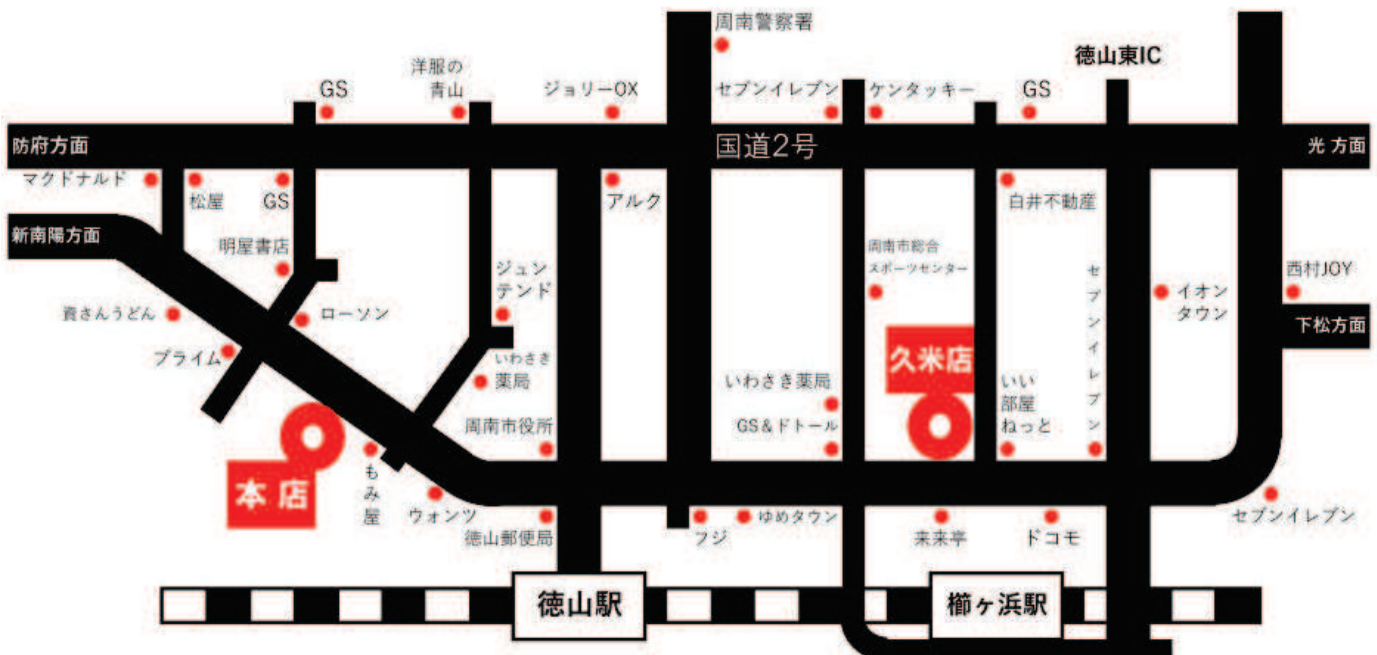 周南警察署
徳山東IC
洋服の
青山
GS
ジョリーOX
セブンイレブン
ケンタッキー
GS
防府方面
国道2号
光 方面
マクドナルド
松屋
GS
アルク
白井不動産
新南陽方面
明屋書店
周南市総合
スポーツセンター
ジュン
テンド
セブンイレブン
イオン
タウン
西村JOY
資さんうどん
ローソン
下松方面
プライム
いわさき
薬局
久米店
いわさき薬局
いい
部屋
ねっと
周南市役所
GS&ドトール
もみ屋
本店
ウォンツ
徳山郵便局
フジ
ゆめタウン
来来亭
ドコモ
セブンイレブン
徳山駅
櫛ヶ浜駅